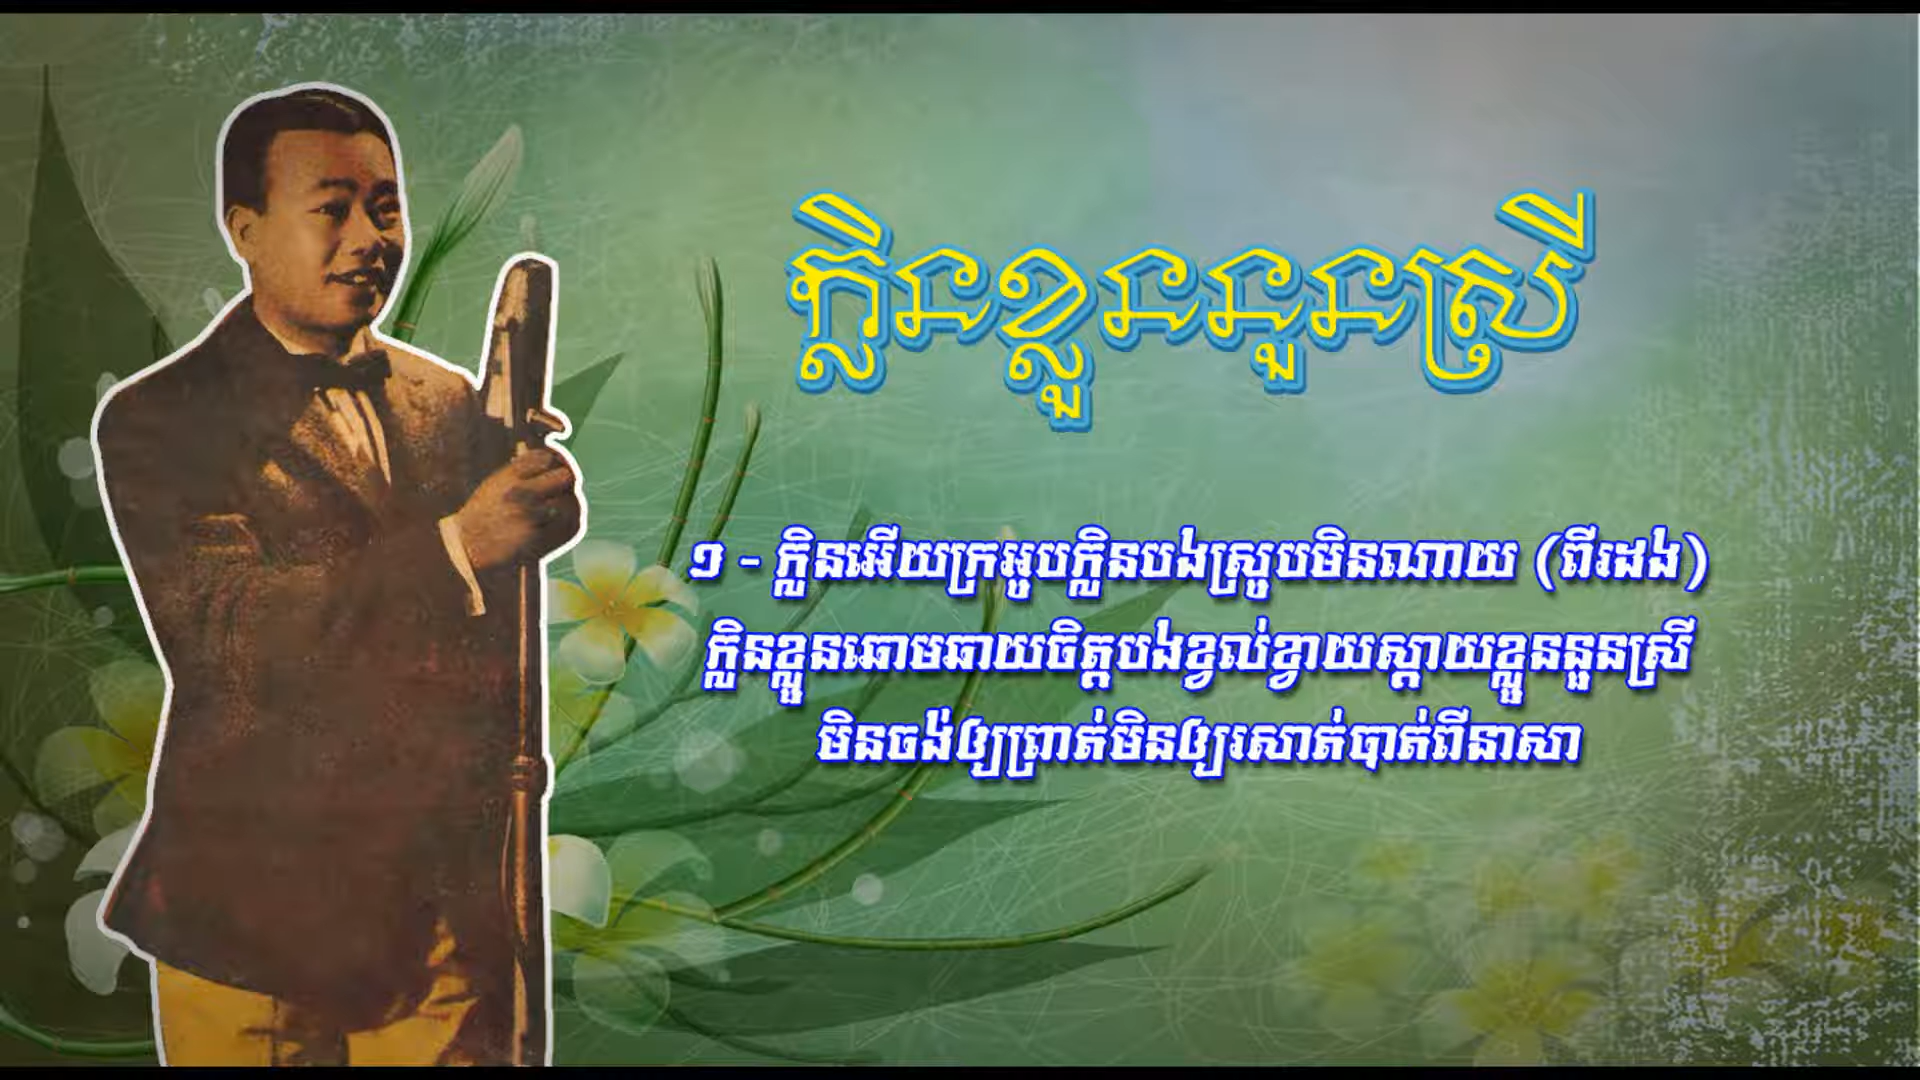 ក្លិនខ្លួននួនស្រី
១ - ក្លិនអើយក្រអូបក្លិនបងស្រូបមិនណាយ (ពីរដង)
ក្លិនខ្លួនឆោមឆាយចិត្តបងខ្វល់ខ្វាយស្តាយខ្លួននួនស្រី
មិនចង់ឲ្យព្រាត់មិនឲ្យរសាត់បាត់ពីនាសា